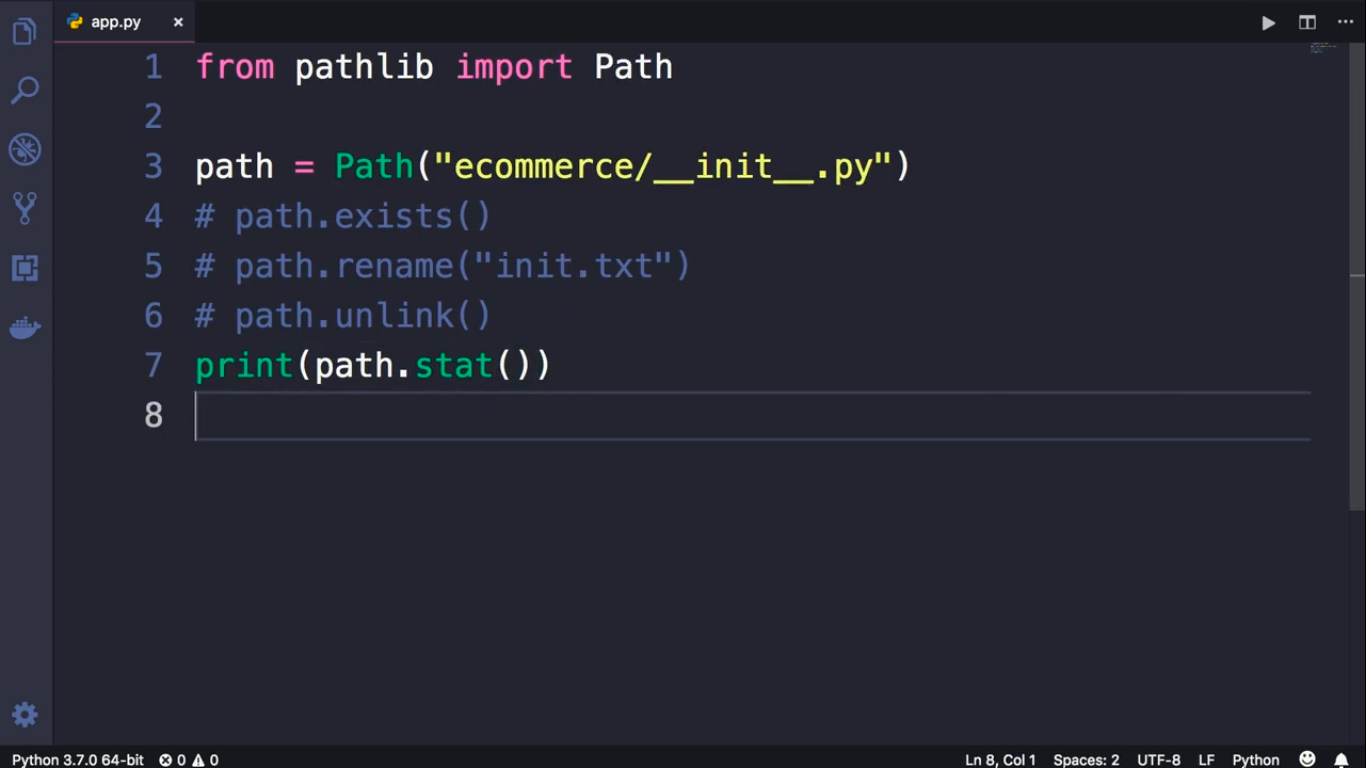 app.py ×
1 from pathlib import Path
2
3 path = Path("ecommerce/__init__.py")
4 # path.exists()
5 # path.rename("init.txt")
6 # path.unlink()
7 print(path.stat())
8
Python 3.7.0 64-bit 0 0 Ln 8, Col 1 Spaces: 2 UTF-8 LF Python